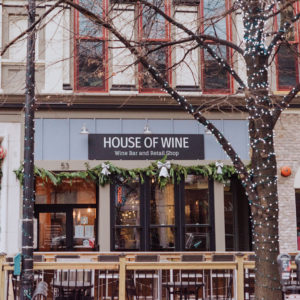 HOUSE OF WINE
Wine Bar and Retail Shop
53